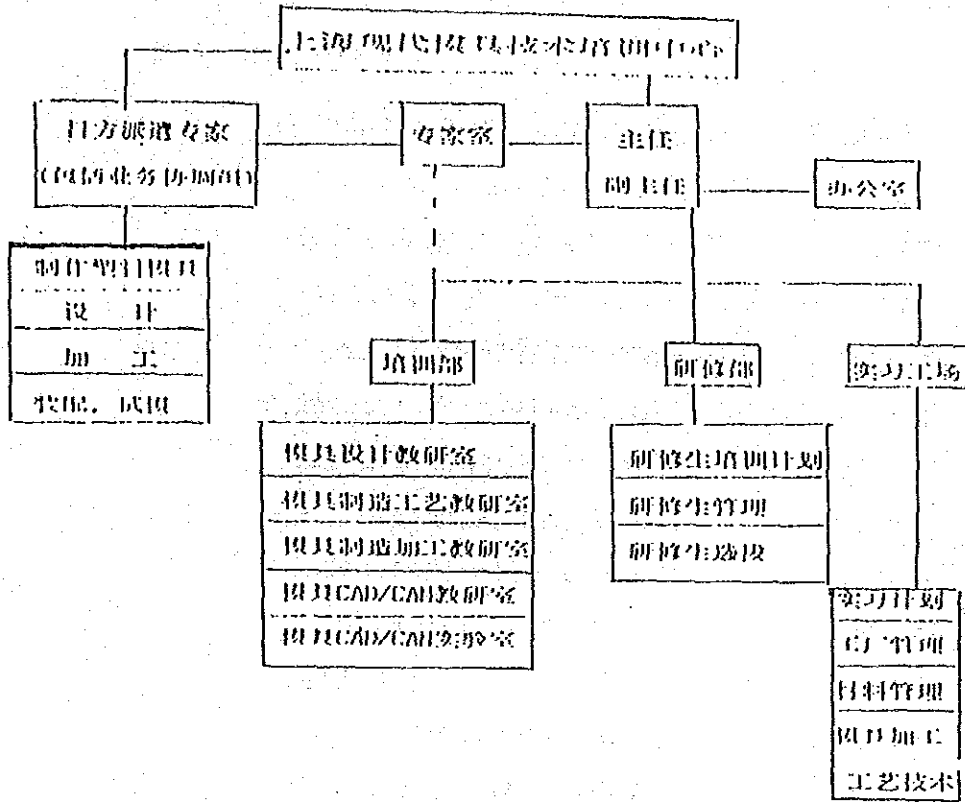 上海现代模具技术培训中心
日方派遣专家
专家室
主任
(包括业务协调员)
副主任
办公室
制作塑料模具
设 计
加 工
装配、试模
培训部
研修部
实习工场
模具设计教研室
模具制造工艺教研室
模具制造加工教研室
模具CAD/CAM教研室
模具CAD/CAM实验室
研修生培训计划
研修生管理
研修生选拔
实习计划
生产管理
材料管理
模具加工
工艺技术